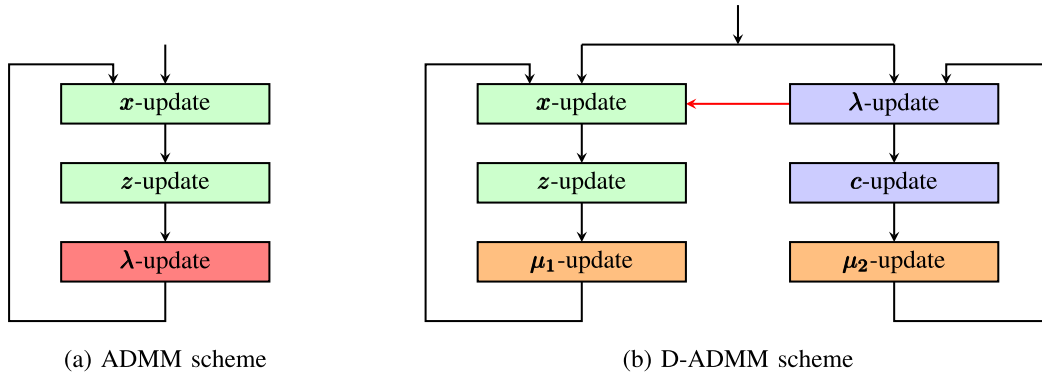 x-update
z-update
λ-update
(a) ADMM scheme
x-update
λ-update
z-update
c-update
μ₁-update
μ₂-update
(b) D-ADMM scheme